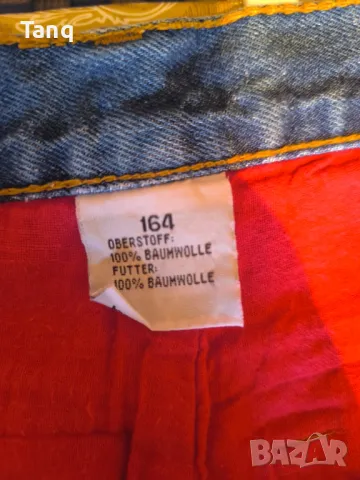 Tanq
164
OBERSTOFF:
100% BAUMWOLLE
FUTTER:
100% BAUMWOLLE
BAZAR